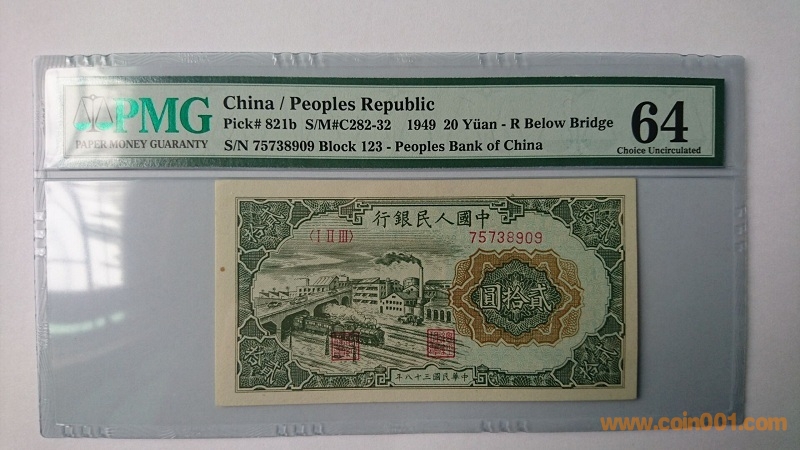 PMG
PAPER MONEY GUARANTY
China / Peoples Republic
Pick# 821b S/M#C282-32 1949 20 Yüan - R Below Bridge
S/N 75738909 Block 123 - Peoples Bank of China
64
Choice Uncirculated
行銀民人國中
〈I II III〉
75738909
圓拾貳
年八十三國民華中
www.coin001.com